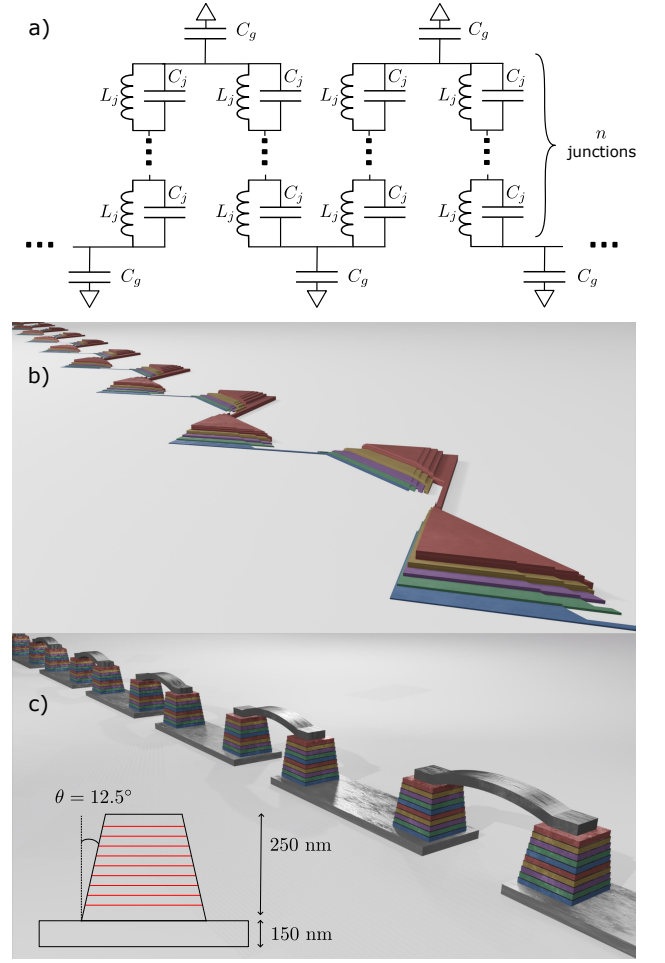 a)
C_g C_g
C_j C_j C_j C_j
L_j L_j L_j L_j
n
junctions
C_j C_j C_j C_j
L_j L_j L_j L_j
C_g C_g C_g
b)
c)
θ = 12.5°
250 nm
150 nm